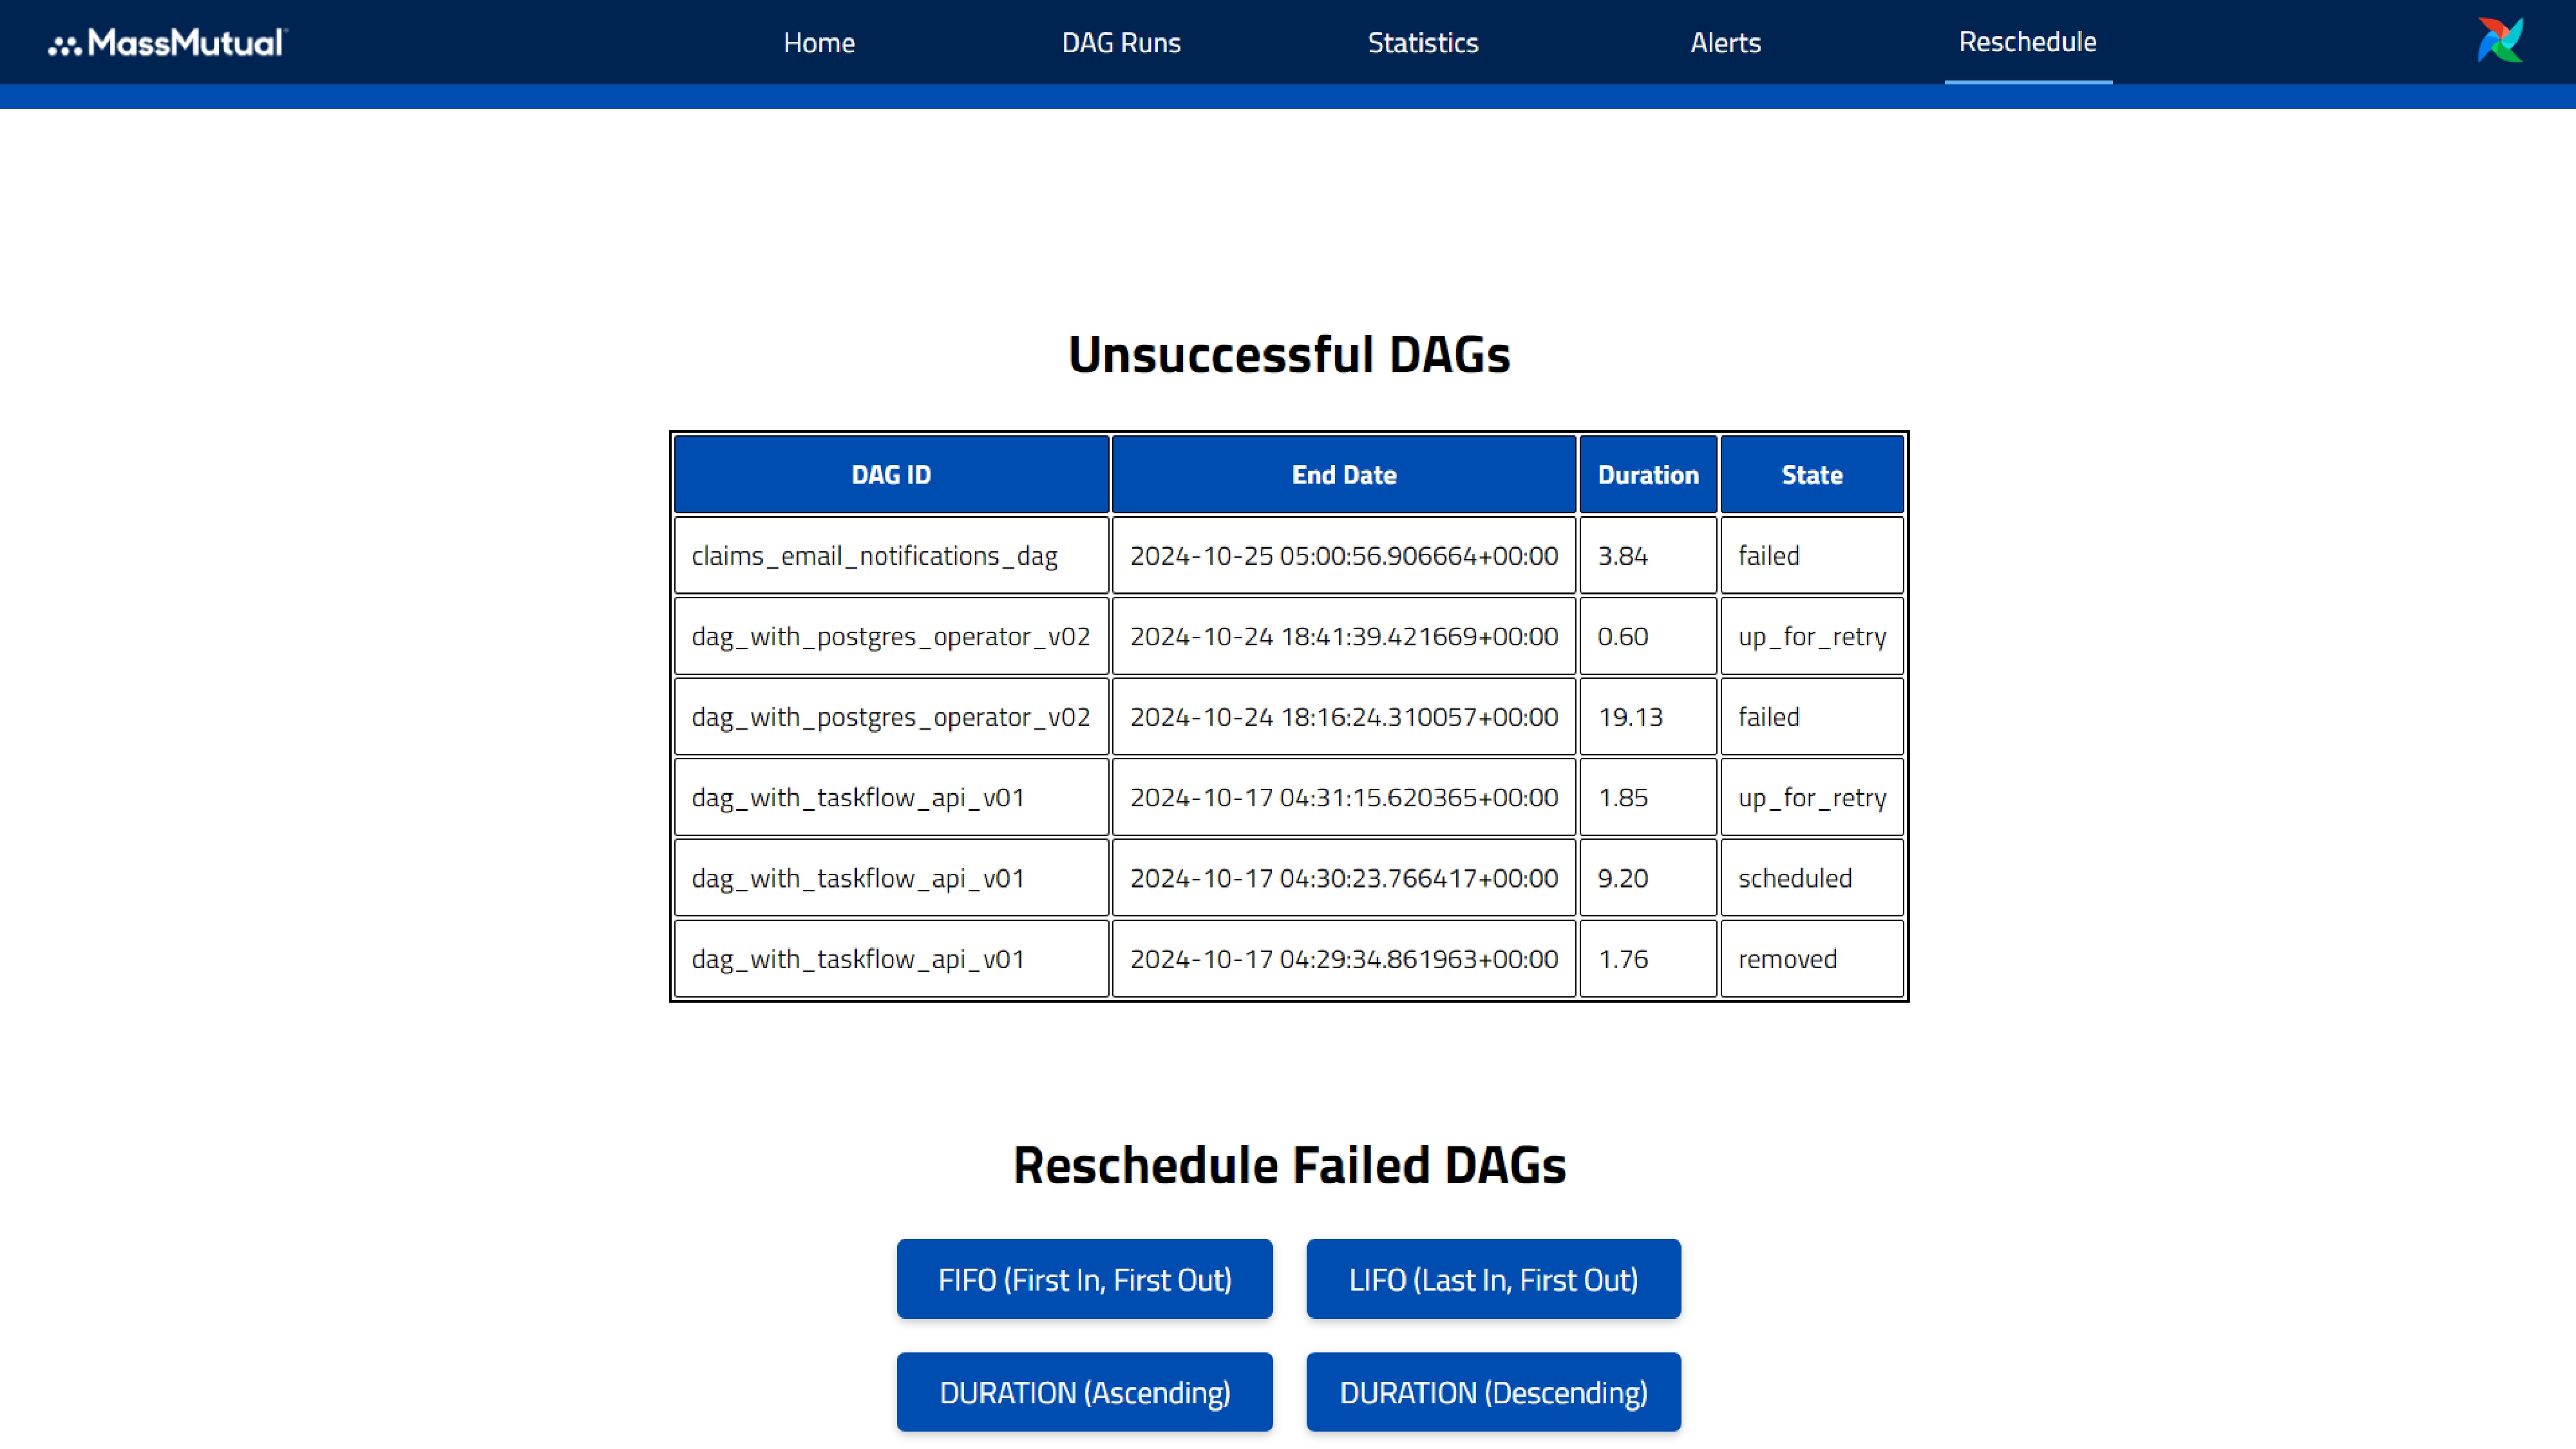 MassMutual Home DAG Runs Statistics Alerts Reschedule
Unsuccessful DAGs
DAG ID End Date Duration State
claims_email_notifications_dag 2024-10-25 05:00:56.906664+00:00 3.84 failed
dag_with_postgres_operator_v02 2024-10-24 18:41:39.421669+00:00 0.60 up_for_retry
dag_with_postgres_operator_v02 2024-10-24 18:16:24.310057+00:00 19.13 failed
dag_with_taskflow_api_v01 2024-10-17 04:31:15.620365+00:00 1.85 up_for_retry
dag_with_taskflow_api_v01 2024-10-17 04:30:23.766417+00:00 9.20 scheduled
dag_with_taskflow_api_v01 2024-10-17 04:29:34.861963+00:00 1.76 removed
Reschedule Failed DAGs
FIFO (First In, First Out) LIFO (Last In, First Out)
DURATION (Ascending) DURATION (Descending)